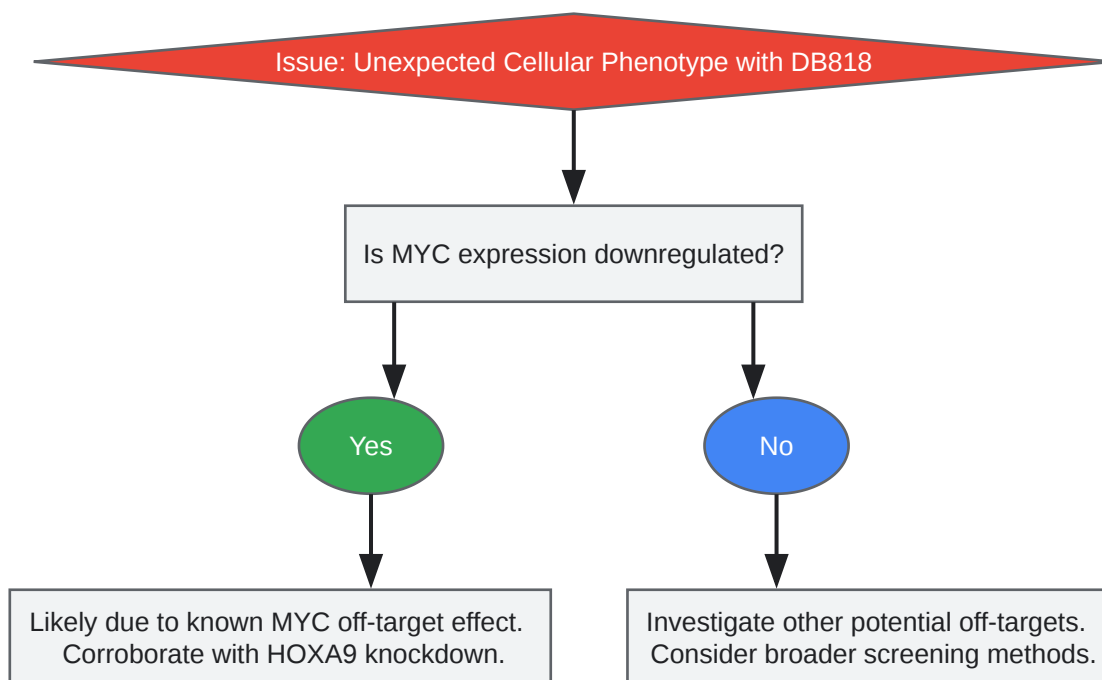 Issue: Unexpected Cellular Phenotype with DB818
Is MYC expression downregulated?
Yes
No
Likely due to known MYC off-target effect.
Corroborate with HOXA9 knockdown.
Investigate other potential off-targets.
Consider broader screening methods.